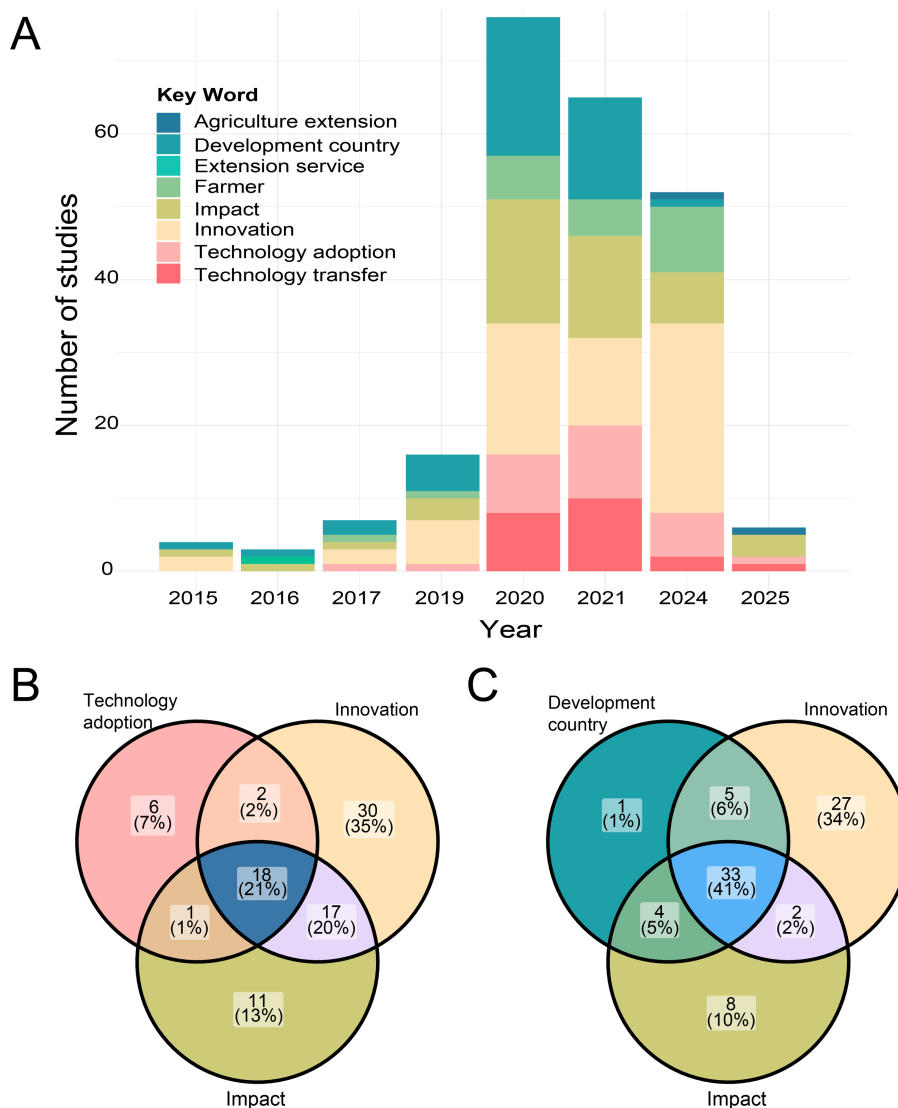 A
Key Word
Agriculture extension
Development country
Extension service
Farmer
Impact
Innovation
Technology adoption
Technology transfer
Number of studies
60
40
20
0
2015 2016 2017 2019 2020 2021 2024 2025
Year
B
Technology
adoption
Innovation
6
(7%)
2
(2%)
30
(35%)
18
(21%)
1
(1%)
17
(20%)
11
(13%)
Impact
C
Development
country
Innovation
1
(1%)
5
(6%)
27
(34%)
33
(41%)
4
(5%)
2
(2%)
8
(10%)
Impact